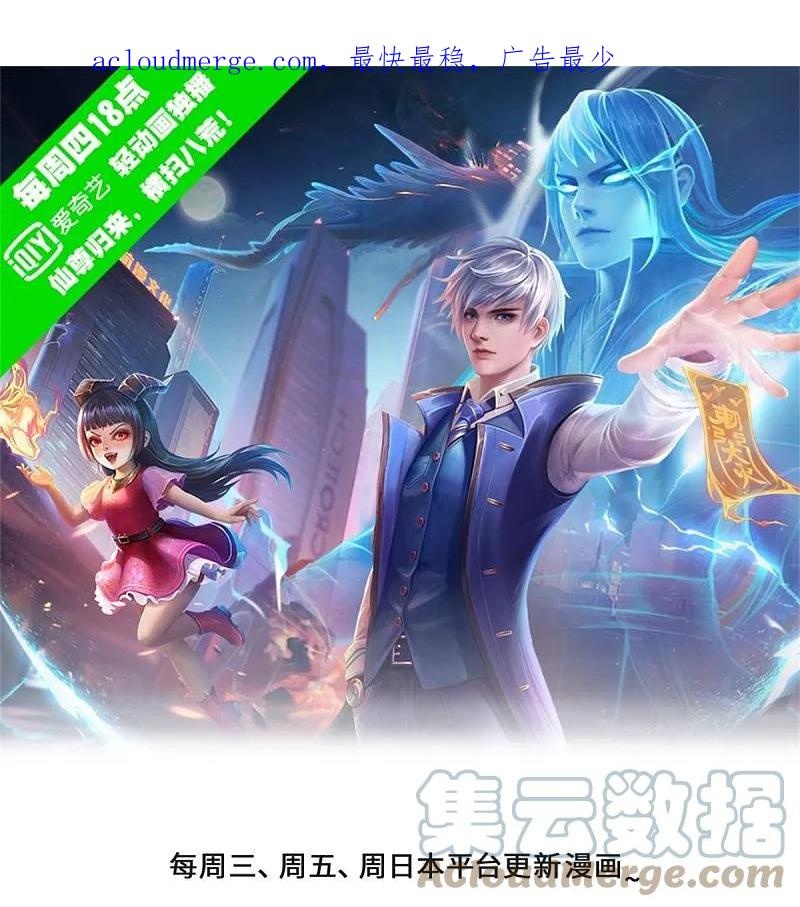 acloudmerge.com, 最快最稳, 广告最少
每周四18点
iQIYI 爱奇艺 轻动画独播
仙尊归来，横扫八荒！
CROTECH
集云数据
acloudmerge.com
每周三、周五、周日本平台更新漫画~